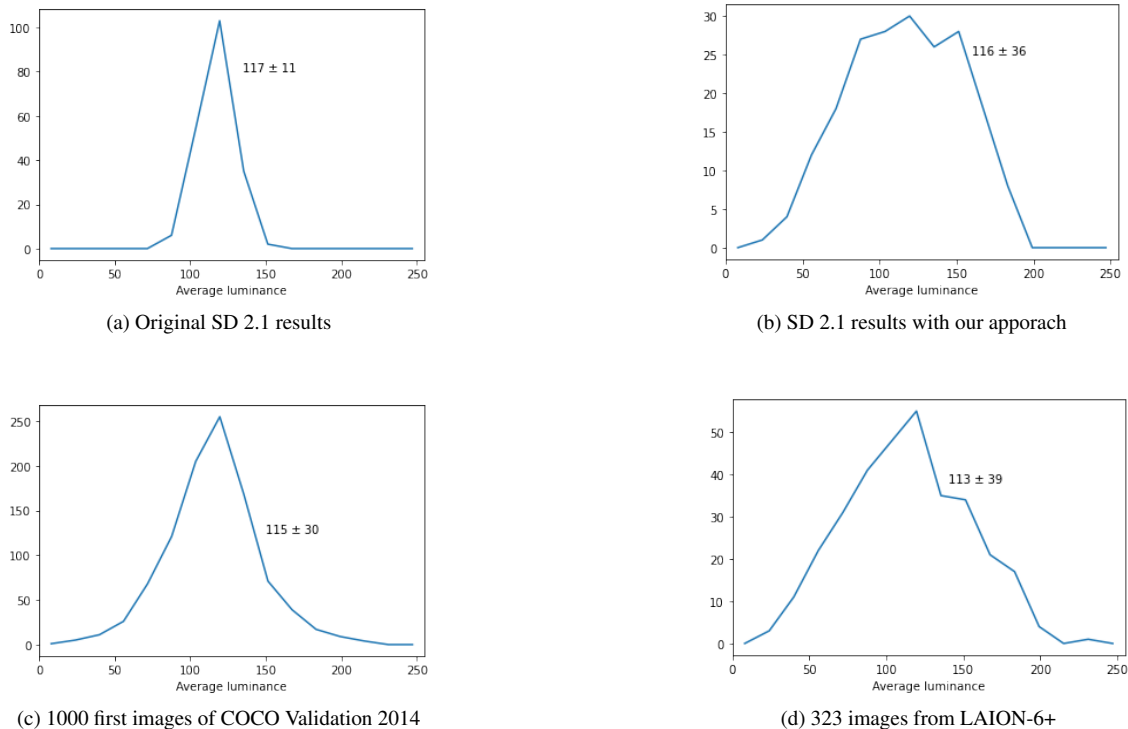 100
80
60
40
20
0
117 ± 11
0 50 100 150 200 250
Average luminance
(a) Original SD 2.1 results
30
25
20
15
10
5
0
116 ± 36
0 50 100 150 200 250
Average luminance
(b) SD 2.1 results with our apporach
250
200
150
100
50
0
115 ± 30
0 50 100 150 200 250
Average luminance
(c) 1000 first images of COCO Validation 2014
50
40
30
20
10
0
113 ± 39
0 50 100 150 200 250
Average luminance
(d) 323 images from LAION-6+